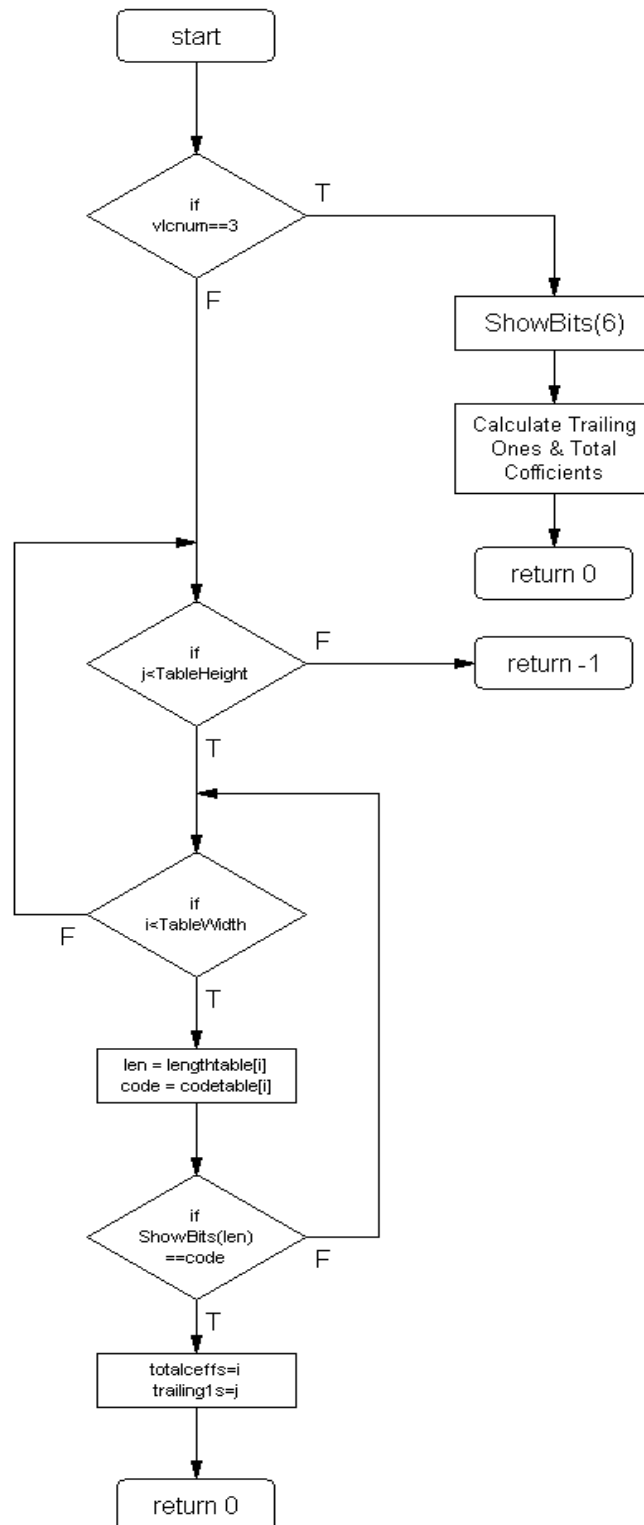 start
if
vlcnum==3
T
F
ShowBits(6)
Calculate Trailing
Ones & Total
Cofficients
return 0
if
j<TableHeight
F
return -1
T
if
i<TableWidth
F
T
len = lengthtable[i]
code = codetable[i]
if
ShowBits(len)
==code
F
T
totalceffs=i
trailing1s=j
return 0